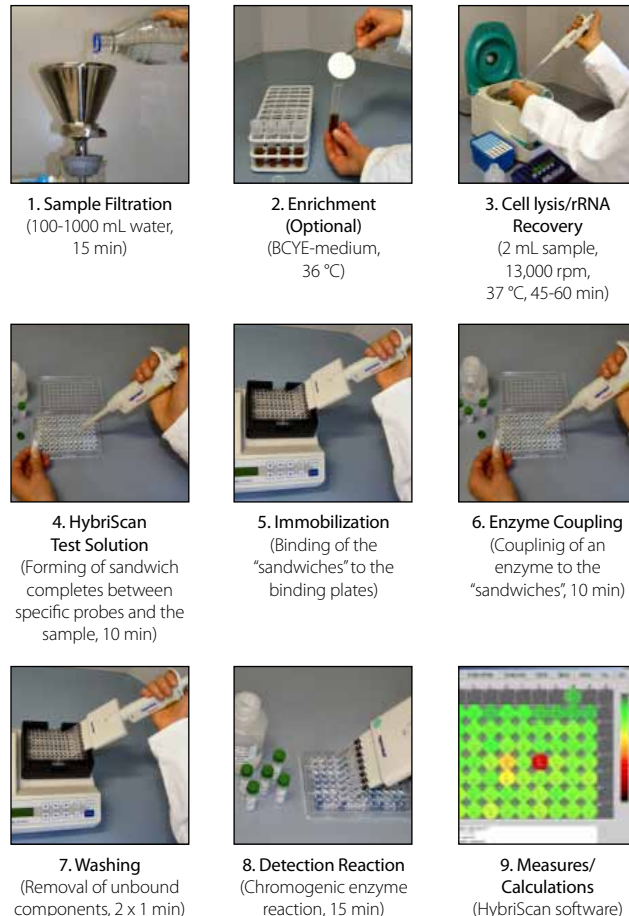 1. Sample Filtration
(100-1000 mL water,
15 min)
2. Enrichment
(Optional)
(BCYE-medium,
36 °C)
3. Cell lysis/rRNA
Recovery
(2 mL sample,
13,000 rpm,
37 °C, 45-60 min)
4. HybriScan
Test Solution
(Forming of sandwich
completes between
specific probes and the
sample, 10 min)
5. Immobilization
(Binding of the
“sandwiches” to the
binding plates)
6. Enzyme Coupling
(Couplinig of an
enzyme to the
“sandwiches”, 10 min)
7. Washing
(Removal of unbound
components, 2 x 1 min)
8. Detection Reaction
(Chromogenic enzyme
reaction, 15 min)
9. Measures/
Calculations
(HybriScan software)